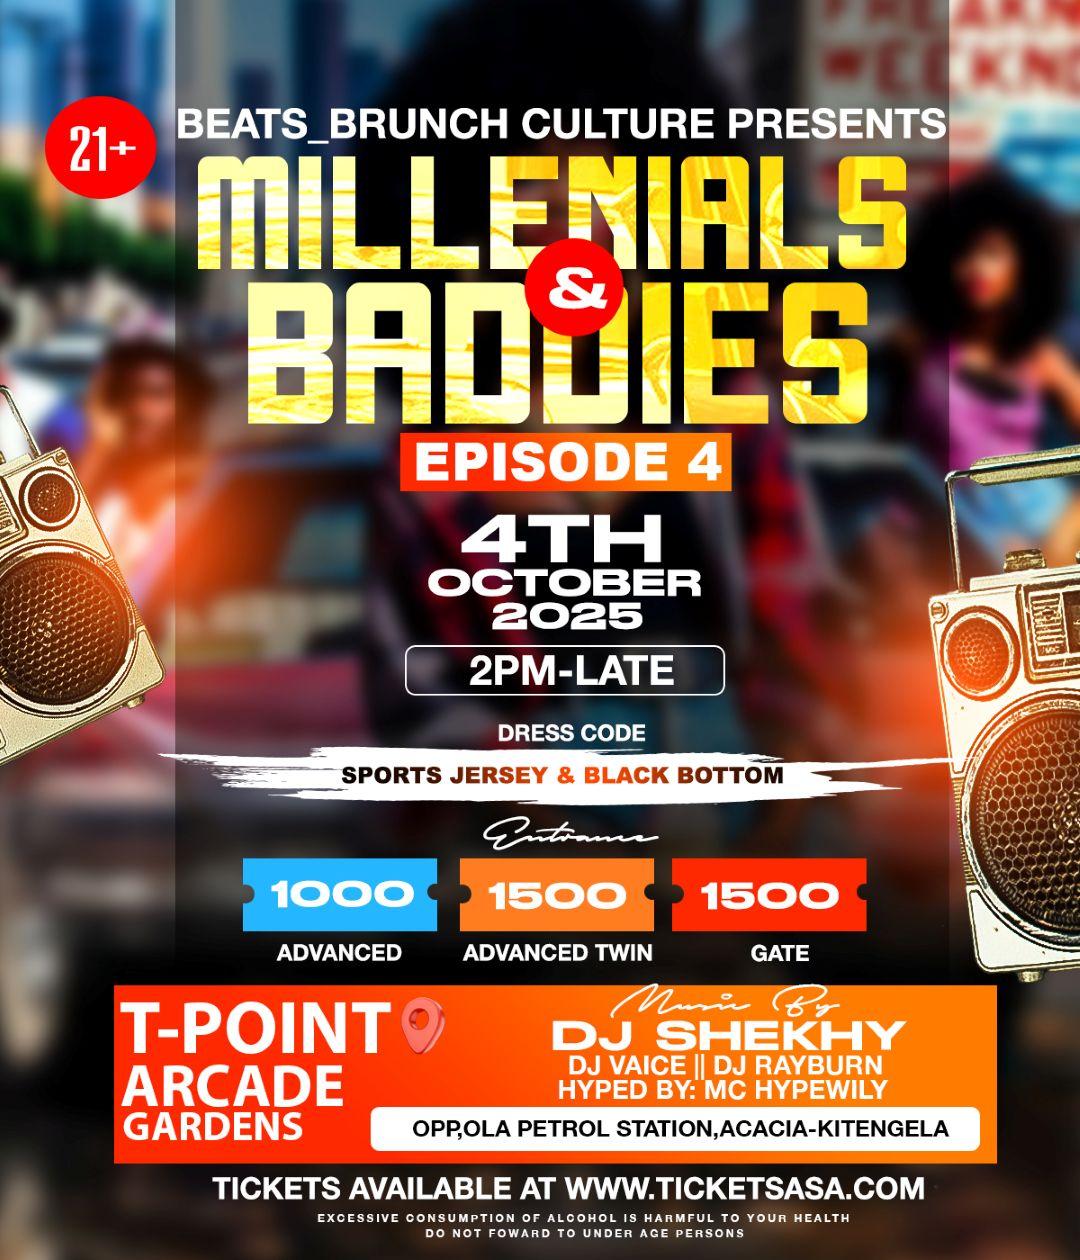 21+
BEATS_BRUNCH CULTURE PRESENTS
MILLENIALS
&
BADDIES
EPISODE 4
4TH
OCTOBER
2025
2PM-LATE
DRESS CODE
SPORTS JERSEY & BLACK BOTTOM
Entrance
1000 1500 1500
ADVANCED ADVANCED TWIN GATE
T-POINT
ARCADE
GARDENS
Music By
DJ SHEKHY
DJ VAICE || DJ RAYBURN
HYPED BY: MC HYPEWILY
OPP,OLA PETROL STATION,ACACIA-KITENGELA
TICKETS AVAILABLE AT WWW.TICKETSASA.COM
EXCESSIVE CONSUMPTION OF ALCOHOL IS HARMFUL TO YOUR HEALTH
DO NOT FOWARD TO UNDER AGE PERSONS